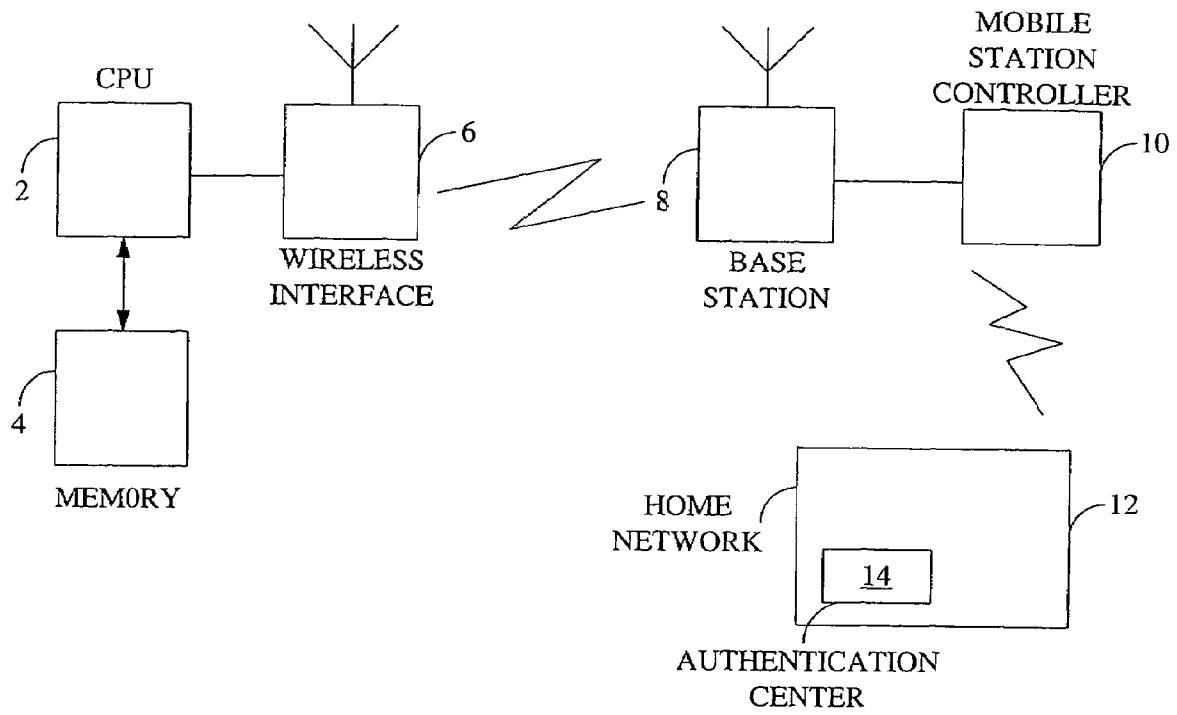 CPU
2
6
WIRELESS
INTERFACE
4
MEM0RY
8
BASE
STATION
MOBILE
STATION
CONTROLLER
10
HOME
NETWORK
12
14
AUTHENTICATION
CENTER